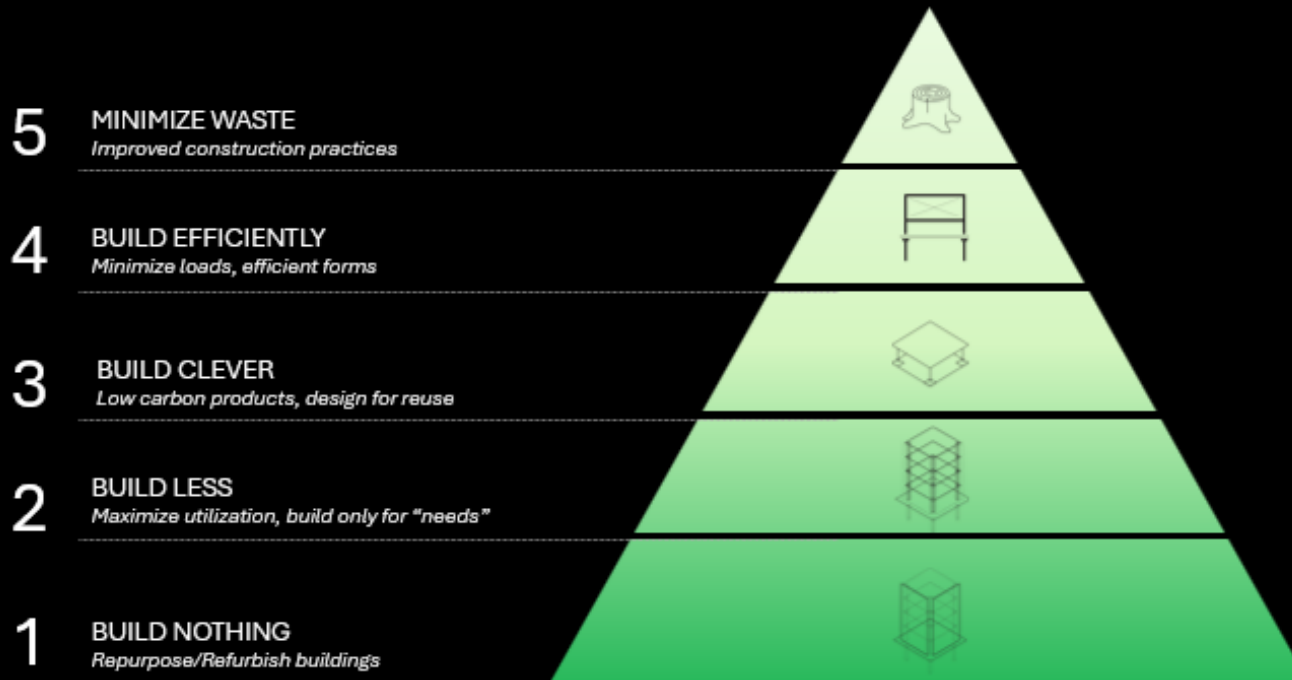 5
MINIMIZE WASTE
Improved construction practices
4
BUILD EFFICIENTLY
Minimize loads, efficient forms
3
BUILD CLEVER
Low carbon products, design for reuse
2
BUILD LESS
Maximize utilization, build only for “needs”
1
BUILD NOTHING
Repurpose/Refurbish buildings